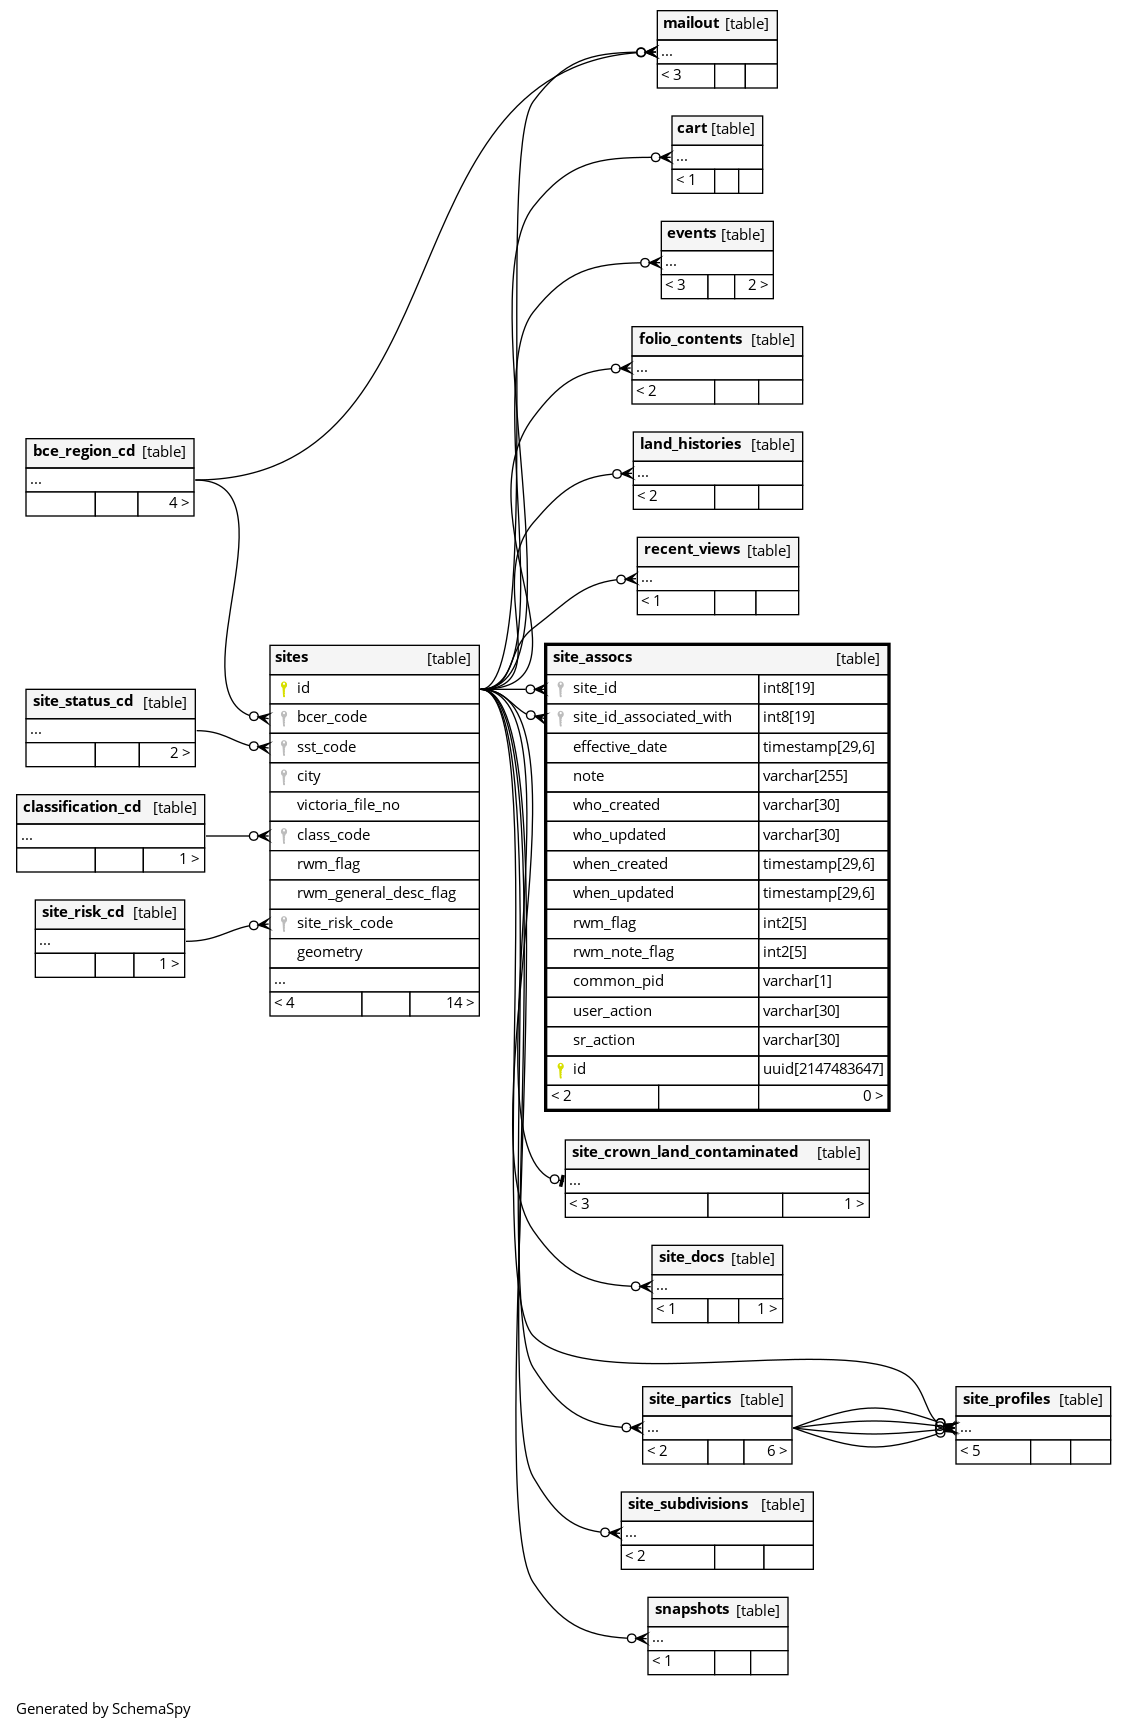 mailout [table]
...
< 3
cart [table]
...
< 1
events [table]
...
< 3 2 >
folio_contents [table]
...
< 2
land_histories [table]
...
< 2
bce_region_cd [table]
...
4 >
recent_views [table]
...
< 1
site_status_cd [table]
...
2 >
classification_cd [table]
...
1 >
site_risk_cd [table]
...
1 >
sites [table]
id
bcer_code
sst_code
city
victoria_file_no
class_code
rwm_flag
rwm_general_desc_flag
site_risk_code
geometry
...
< 4 14 >
site_assocs [table]
site_id int8[19]
site_id_associated_with int8[19]
effective_date timestamp[29,6]
note varchar[255]
who_created varchar[30]
who_updated varchar[30]
when_created timestamp[29,6]
when_updated timestamp[29,6]
rwm_flag int2[5]
rwm_note_flag int2[5]
common_pid varchar[1]
user_action varchar[30]
sr_action varchar[30]
id uuid[2147483647]
< 2 0 >
site_crown_land_contaminated [table]
...
< 3 1 >
site_docs [table]
...
< 1 1 >
site_partics [table]
...
< 2 6 >
site_profiles [table]
...
< 5
site_subdivisions [table]
...
< 2
snapshots [table]
...
< 1
Generated by SchemaSpy